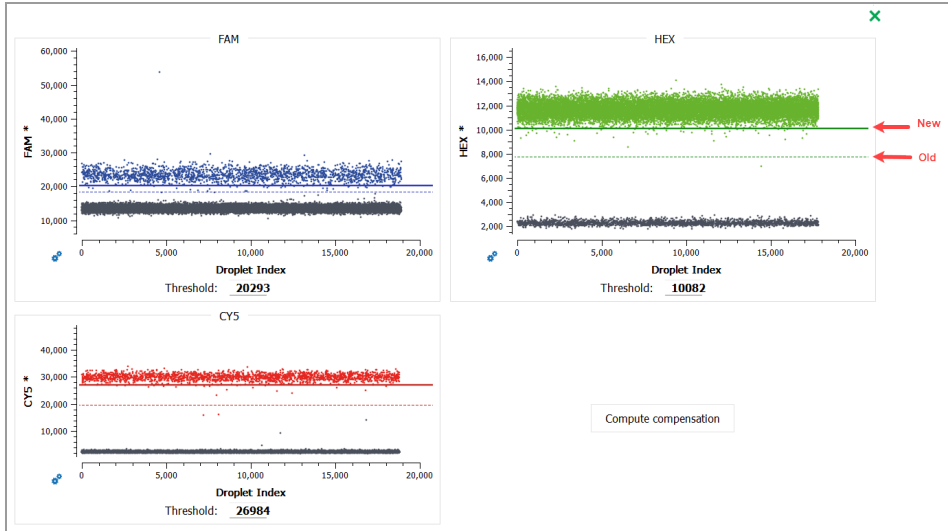 FAM
60,000
50,000
40,000
30,000
20,000
10,000
FAM *
0
5,000
10,000
15,000
20,000
Droplet Index
Threshold: 20293
HEX
16,000
14,000
12,000
10,000
8,000
6,000
4,000
2,000
HEX *
0
5,000
10,000
15,000
20,000
Droplet Index
Threshold: 10082
New
Old
CY5
40,000
30,000
20,000
10,000
CY5 *
0
5,000
10,000
15,000
20,000
Droplet Index
Threshold: 26984
Compute compensation